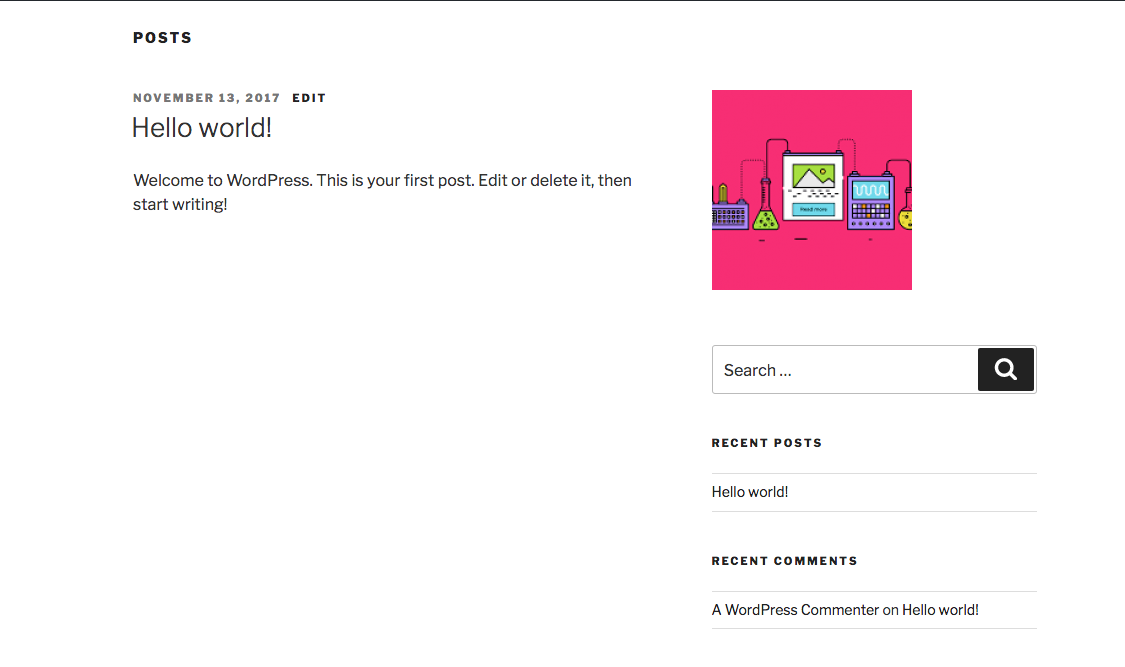 POSTS
NOVEMBER 13, 2017 EDIT
Hello world!
Welcome to WordPress. This is your first post. Edit or delete it, then
start writing!
Read more
Search …
RECENT POSTS
Hello world!
RECENT COMMENTS
A WordPress Commenter on Hello world!